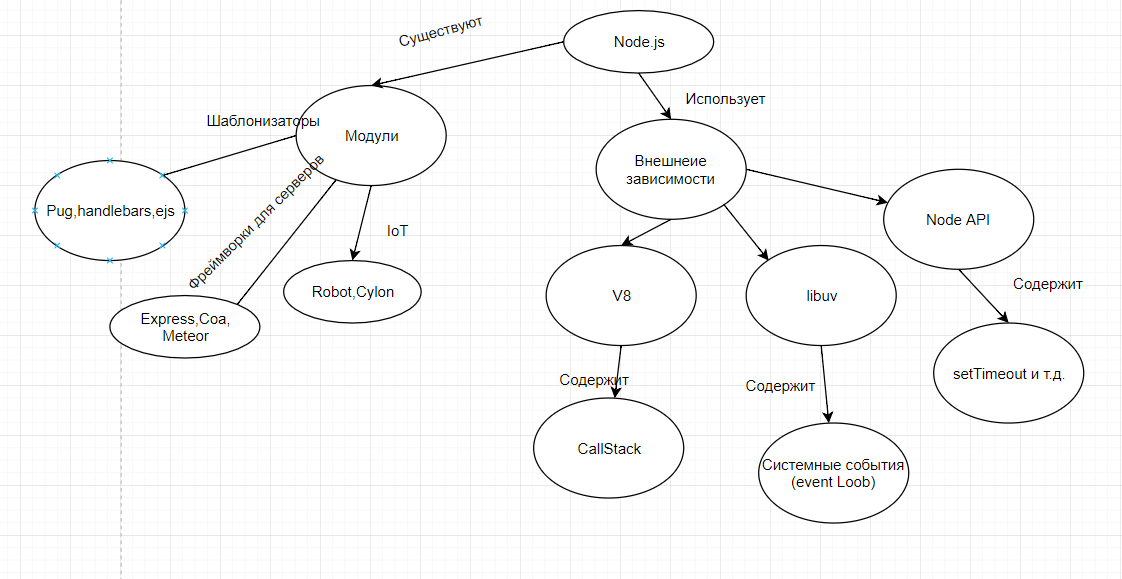 Существуют
Node.js
Использует
Шаблонизаторы
Модули
Внешнеие
зависимости
Pug,handlebars,ejs
Фреймворки для серверов
IoT
Node API
Robot,Cylon
V8
libuv
Содержит
Express,Coa,
Meteor
Содержит
Содержит
setTimeout и т.д.
CallStack
Системные события
(event Loob)